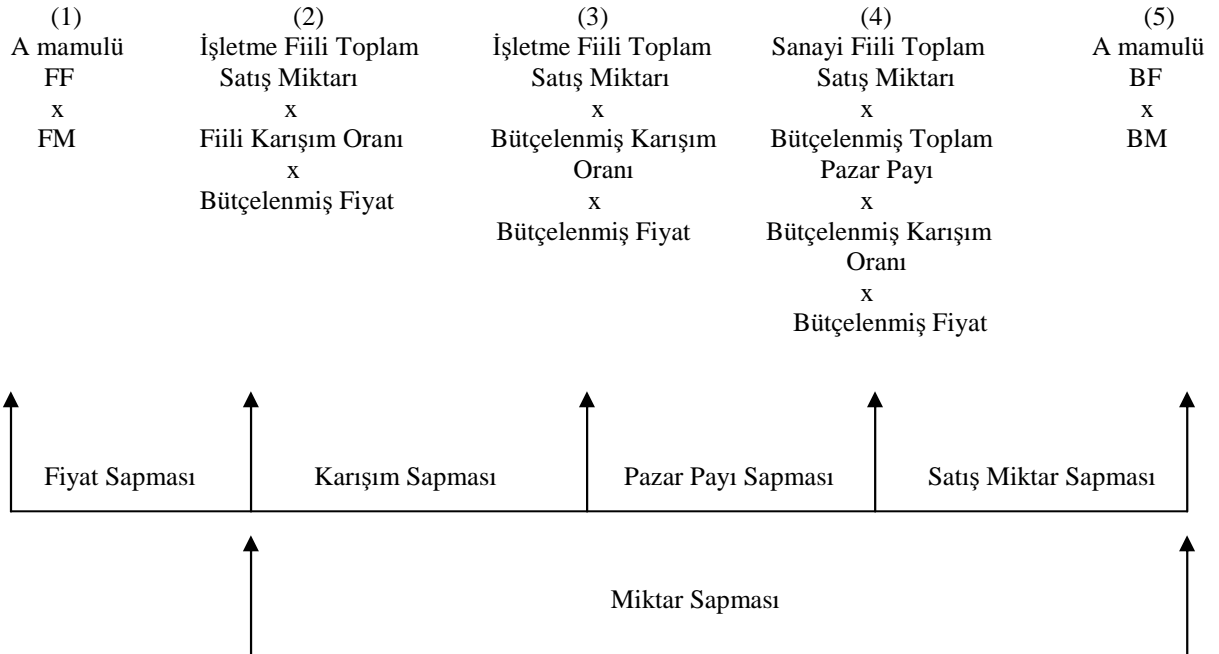 (1) (2) (3) (4) (5)
A mamulü İşletme Fiili Toplam İşletme Fiili Toplam Sanayi Fiili Toplam A mamulü
FF Satış Miktarı Satış Miktarı Satış Miktarı BF
x x x x x
FM Fiili Karışım Oranı Bütçelenmiş Karışım Bütçelenmiş Toplam BM
x Oranı Pazar Payı
Bütçelenmiş Fiyat x x
Bütçelenmiş Fiyat Bütçelenmiş Karışım
Oranı
x
Bütçelenmiş Fiyat
Fiyat Sapması Karışım Sapması Pazar Payı Sapması Satış Miktar Sapması
Miktar Sapması